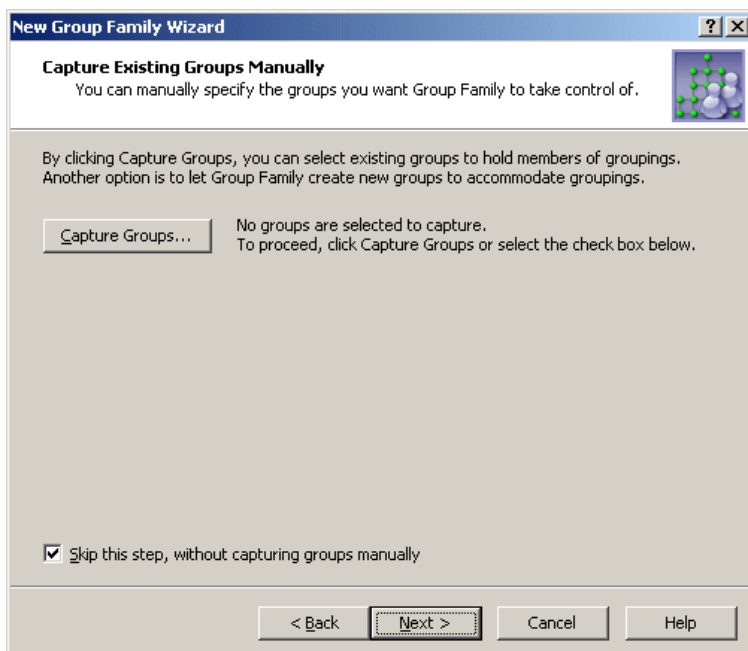 New Group Family Wizard
Capture Existing Groups Manually
You can manually specify the groups you want Group Family to take control of.
By clicking Capture Groups, you can select existing groups to hold members of groupings.
Another option is to let Group Family create new groups to accommodate groupings.
Capture Groups...
No groups are selected to capture.
To proceed, click Capture Groups or select the check box below.
Skip this step, without capturing groups manually
< Back
Next >
Cancel
Help